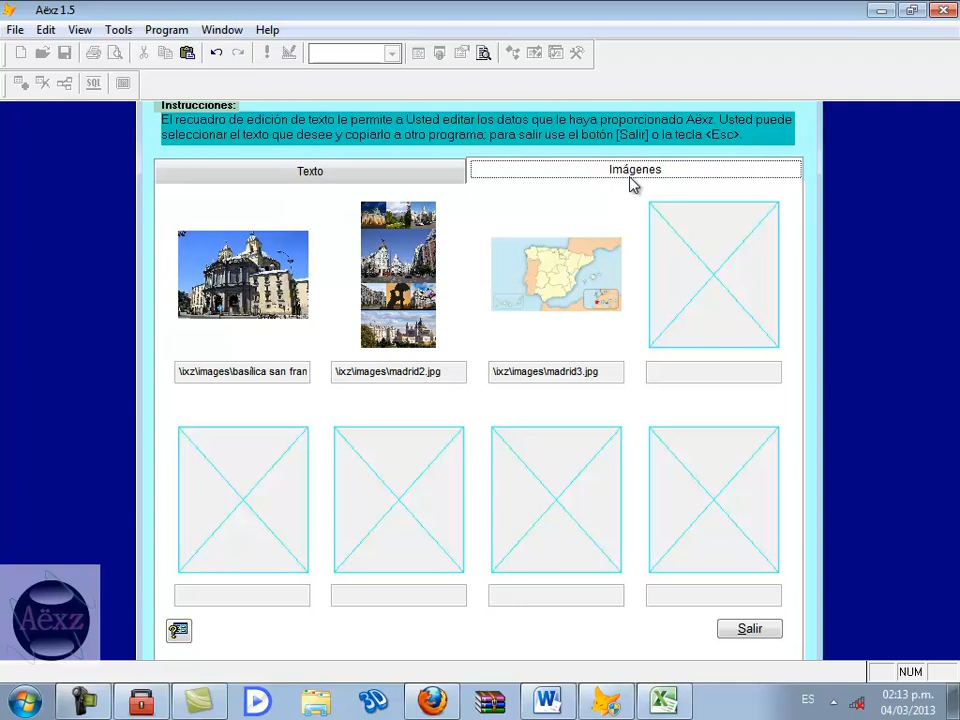 Aëxz 1.5
File Edit View Tools Program Window Help
SQL
Instrucciones:
El recuadro de edición de texto le permite a Usted editar los datos que le haya proporcionado Aëxz. Usted puede
seleccionar el texto que desee y copiarlo a otro programa; para salir use el botón [Salir] o la tecla <Esc>.
Texto
Imágenes
\ixz\images\basílica san fran
\ixz\images\madrid2.jpg
\ixz\images\madrid3.jpg
Salir
Aëxz
NUM
ES
02:13 p.m.
04/03/2013